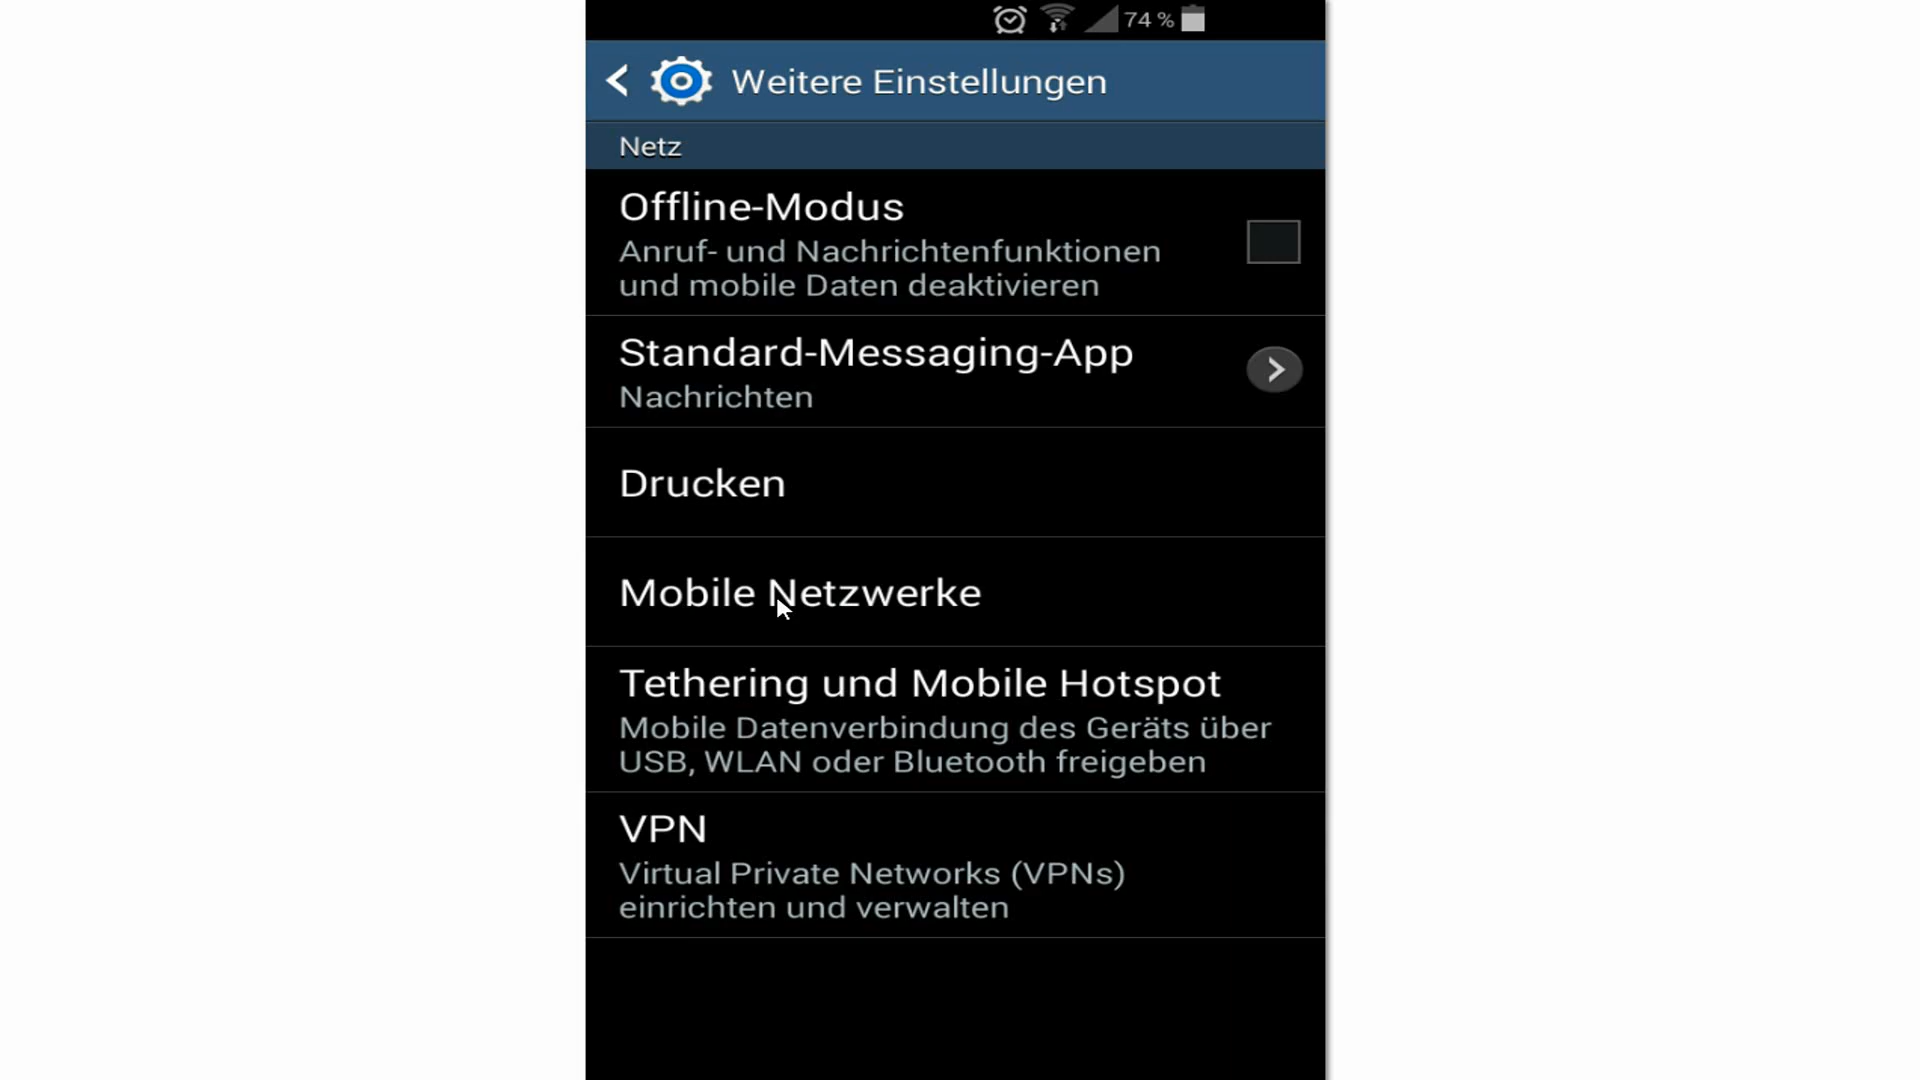 74 %
Weitere Einstellungen
Netz
Offline-Modus
Anruf- und Nachrichtenfunktionen
und mobile Daten deaktivieren
Standard-Messaging-App
Nachrichten
Drucken
Mobile Netzwerke
Tethering und Mobile Hotspot
Mobile Datenverbindung des Geräts über
USB, WLAN oder Bluetooth freigeben
VPN
Virtual Private Networks (VPNs)
einrichten und verwalten